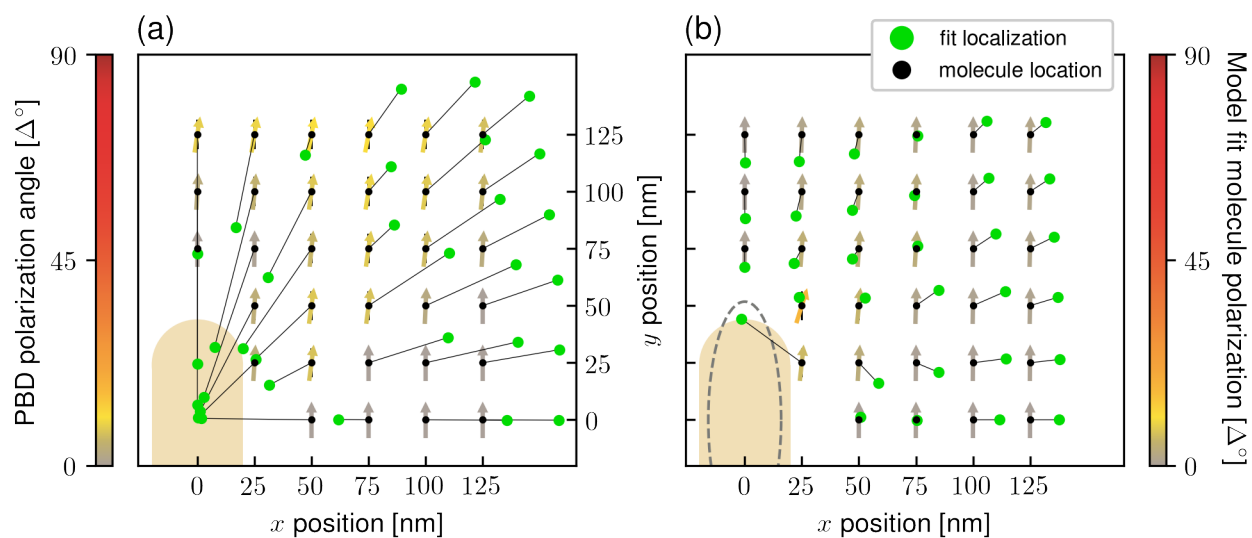 (a)
(b)
fit localization
molecule location
90
45
0
PBD polarization angle [Δ°]
125
100
75
50
25
0
y position [nm]
90
45
0
Model fit molecule polarization [Δ°]
0 25 50 75 100 125
x position [nm]
0 25 50 75 100 125
x position [nm]